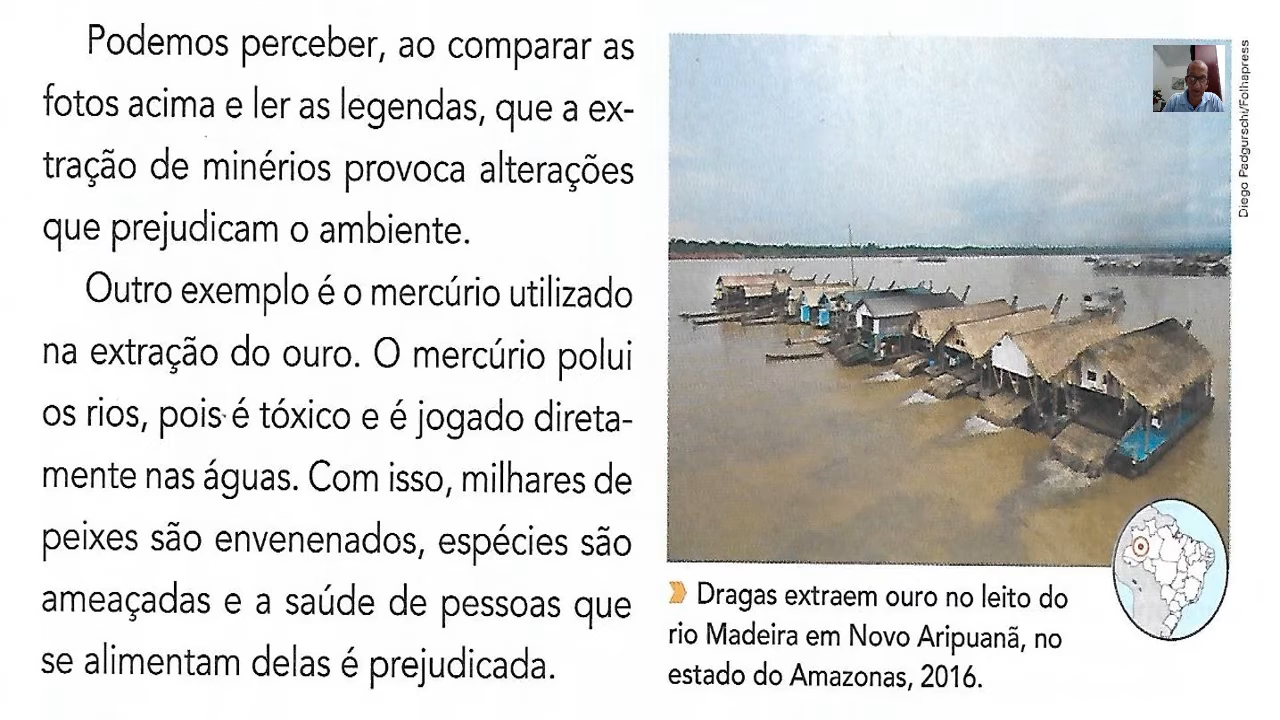 Podemos perceber, ao comparar as
fotos acima e ler as legendas, que a ex-
tração de minérios provoca alterações
que prejudicam o ambiente.
Outro exemplo é o mercúrio utilizado
na extração do ouro. O mercúrio polui
os rios, pois é tóxico e é jogado direta-
mente nas águas. Com isso, milhares de
peixes são envenenados, espécies são
ameaçadas e a saúde de pessoas que
se alimentam delas é prejudicada.
Diego Padgurschi/Folhapress
Dragas extraem ouro no leito do
rio Madeira em Novo Aripuanã, no
estado do Amazonas, 2016.